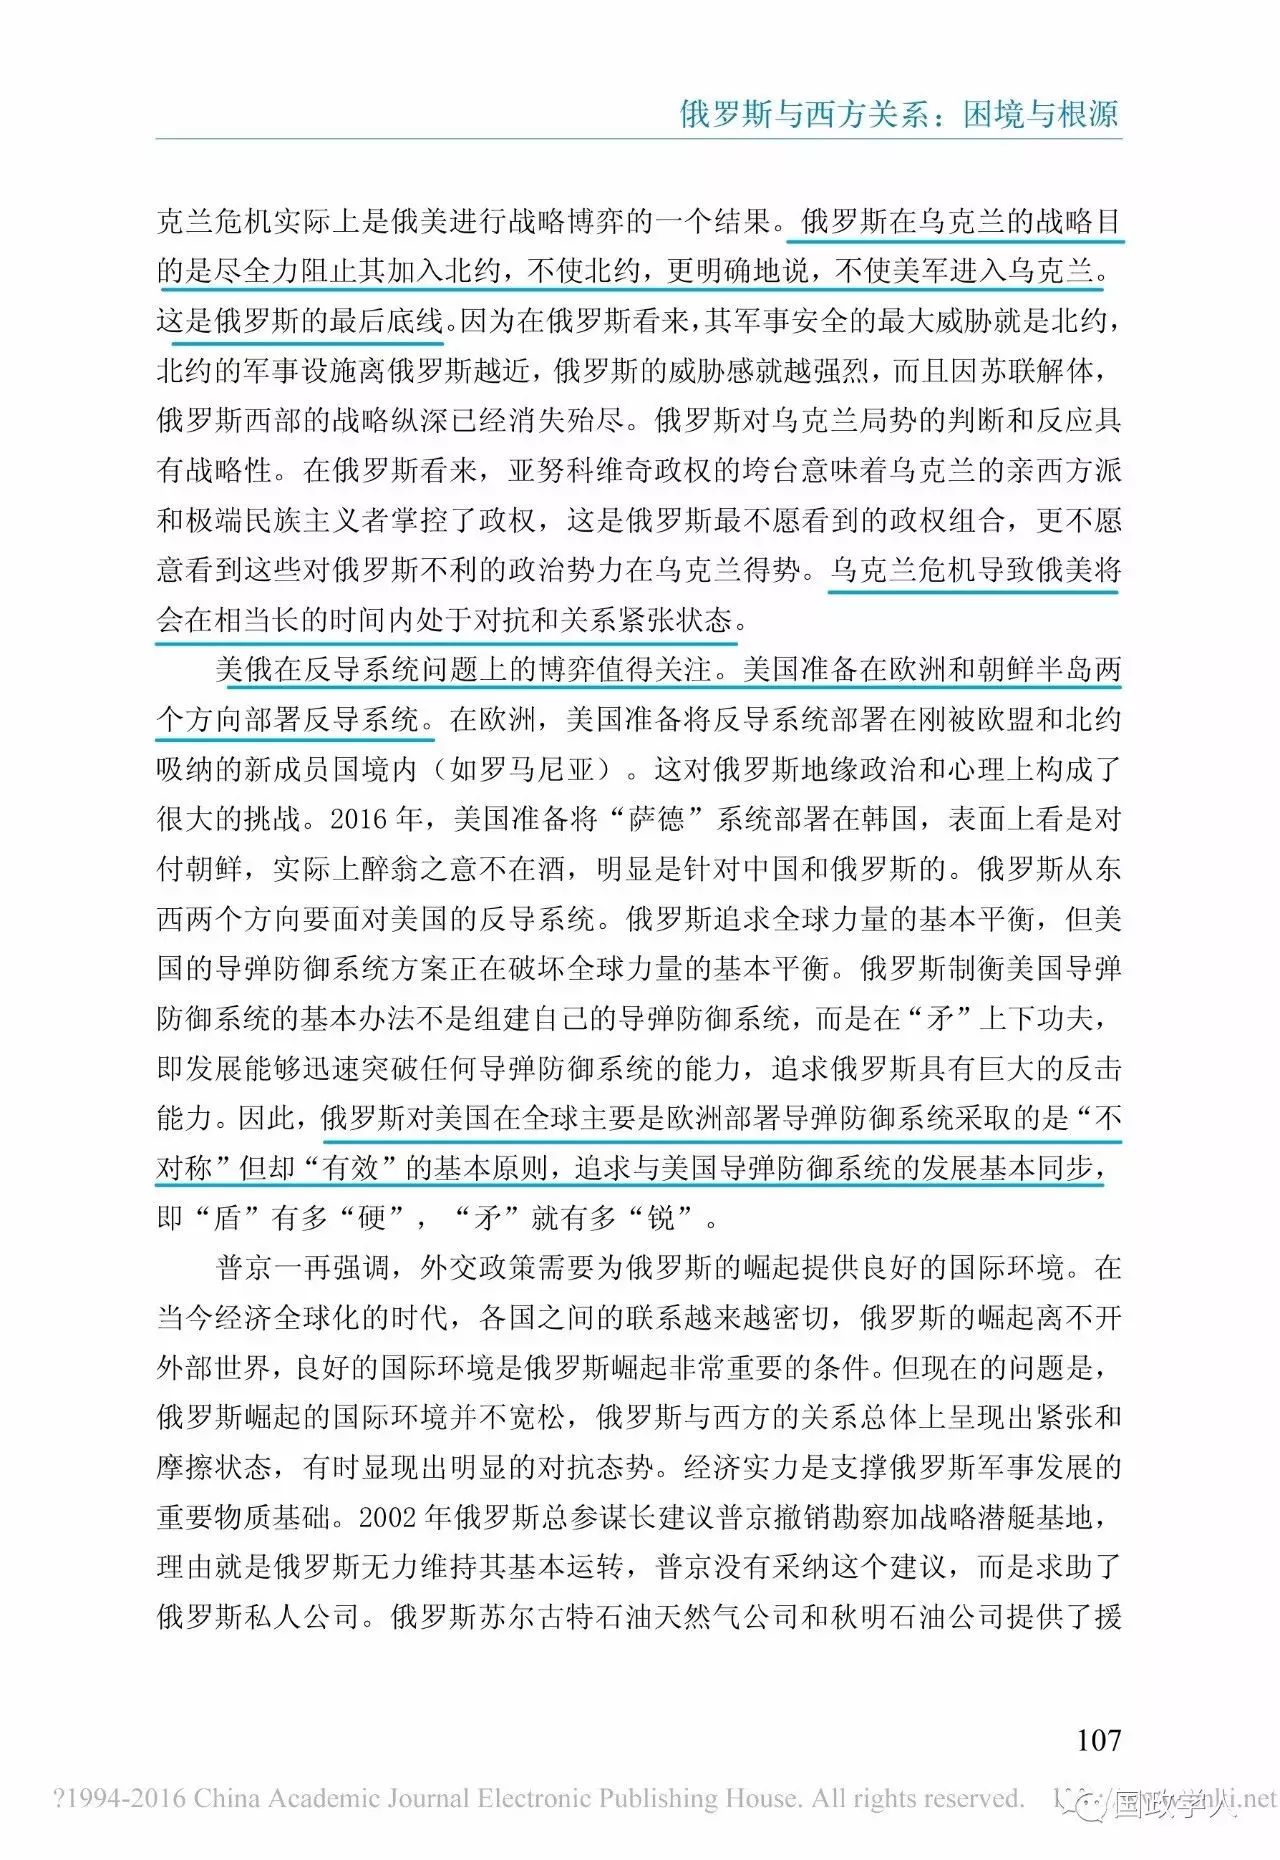 俄罗斯与西方关系：困境与根源
克兰危机实际上是俄美进行战略博弈的一个结果。俄罗斯在乌克兰的战略目
的是尽全力阻止其加入北约，不使北约，更明确地说，不使美军进入乌克兰。
这是俄罗斯的最后底线。因为在俄罗斯看来，其军事安全的最大威胁就是北约，
北约的军事设施离俄罗斯越近，俄罗斯的威胁感就越强烈，而且因苏联解体，
俄罗斯西部的战略纵深已经消失殆尽。俄罗斯对乌克兰局势的判断和反应具
有战略性。在俄罗斯看来，亚努科维奇政权的垮台意味着乌克兰的亲西方派
和极端民族主义者掌控了政权，这是俄罗斯最不愿看到的政权组合，更不愿
意看到这些对俄罗斯不利的政治势力在乌克兰得势。乌克兰危机导致俄美将
会在相当长的时间内处于对抗和关系紧张状态。
美俄在反导系统问题上的博弈值得关注。美国准备在欧洲和朝鲜半岛两
个方向部署反导系统。在欧洲，美国准备将反导系统部署在刚被欧盟和北约
吸纳的新成员国境内（如罗马尼亚）。这对俄罗斯地缘政治和心理上构成了
很大的挑战。2016 年，美国准备将“萨德”系统部署在韩国，表面上看是对
付朝鲜，实际上醉翁之意不在酒，明显是针对中国和俄罗斯的。俄罗斯从东
西两个方向要面对美国的反导系统。俄罗斯追求全球力量的基本平衡，但美
国的导弹防御系统方案正在破坏全球力量的基本平衡。俄罗斯制衡美国导弹
防御系统的基本办法不是组建自己的导弹防御系统，而是在“矛”上下功夫，
即发展能够迅速突破任何导弹防御系统的能力，追求俄罗斯具有巨大的反击
能力。因此，俄罗斯对美国在全球主要是欧洲部署导弹防御系统采取的是“不
对称”但却“有效”的基本原则，追求与美国导弹防御系统的发展基本同步，
即“盾”有多“硬”，“矛”就有多“锐”。
普京一再强调，外交政策需要为俄罗斯的崛起提供良好的国际环境。在
当今经济全球化的时代，各国之间的联系越来越密切，俄罗斯的崛起离不开
外部世界，良好的国际环境是俄罗斯崛起非常重要的条件。但现在的问题是，
俄罗斯崛起的国际环境并不宽松，俄罗斯与西方的关系总体上呈现出紧张和
摩擦状态，有时显现出明显的对抗态势。经济实力是支撑俄罗斯军事发展的
重要物质基础。2002 年俄罗斯总参谋长建议普京撤销勘察加战略潜艇基地，
理由就是俄罗斯无力维持其基本运转，普京没有采纳这个建议，而是求助了
俄罗斯私人公司。俄罗斯苏尔古特石油天然气公司和秋明石油公司提供了援
107
?1994-2016 China Academic Journal Electronic Publishing House. All rights reserved.
国政学人